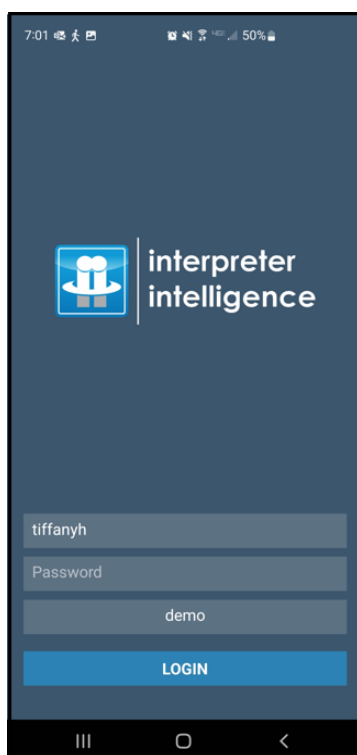 7:01 50%
interpreter
intelligence
tiffanyh
Password
demo
LOGIN